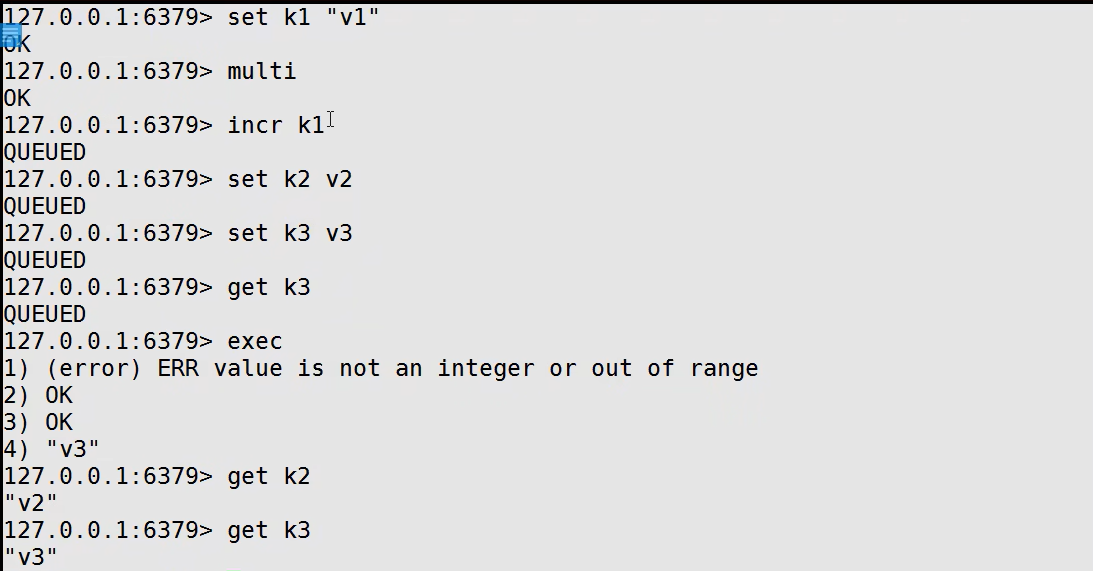 127.0.0.1:6379> set k1 "v1"
OK
127.0.0.1:6379> multi
OK
127.0.0.1:6379> incr k1
QUEUED
127.0.0.1:6379> set k2 v2
QUEUED
127.0.0.1:6379> set k3 v3
QUEUED
127.0.0.1:6379> get k3
QUEUED
127.0.0.1:6379> exec
1) (error) ERR value is not an integer or out of range
2) OK
3) OK
4) "v3"
127.0.0.1:6379> get k2
"v2"
127.0.0.1:6379> get k3
"v3"